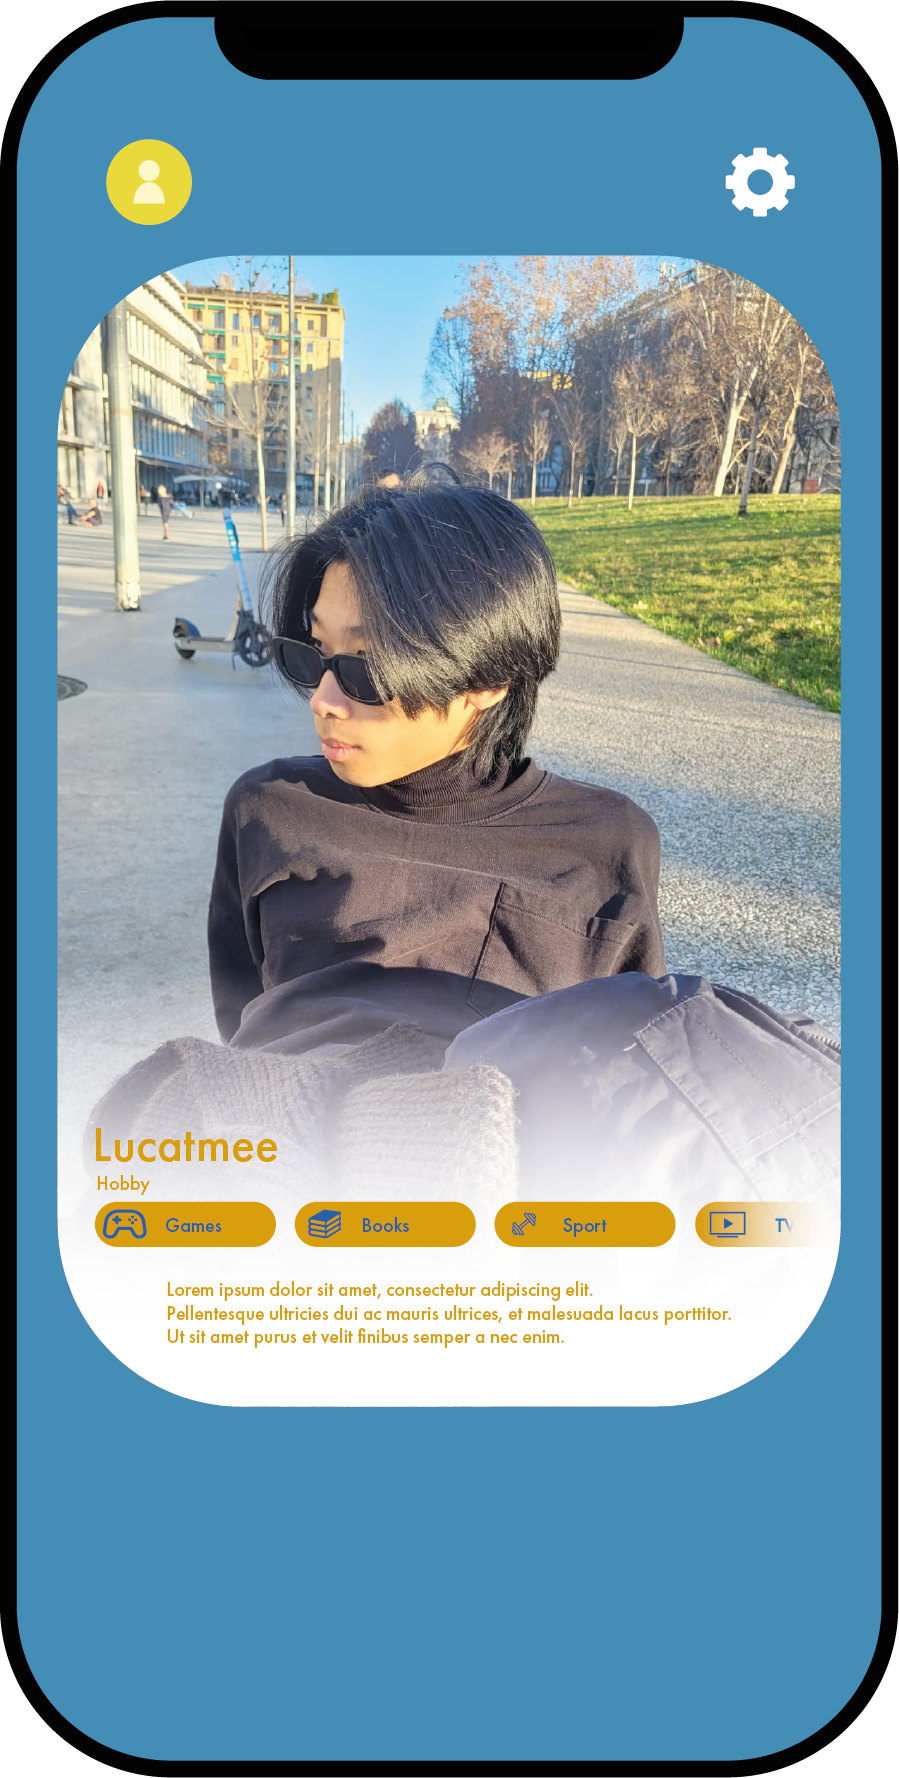 Lucatmee
Hobby
Games Books Sport TV
Lorem ipsum dolor sit amet, consectetur adipiscing elit.
Pellentesque ultricies dui ac mauris ultrices, et malesuada lacus porttitor.
Ut sit amet purus et velit finibus semper a nec enim.